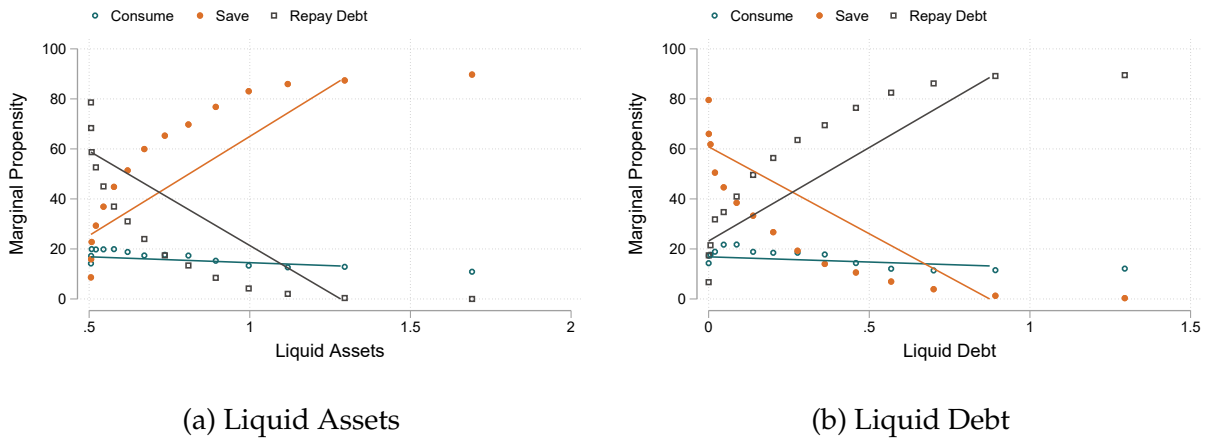 Consume Save Repay Debt
100
80
60
40
20
0
Marginal Propensity
.5 1 1.5 2
Liquid Assets
(a) Liquid Assets
Consume Save Repay Debt
100
80
60
40
20
0
Marginal Propensity
0 .5 1 1.5
Liquid Debt
(b) Liquid Debt